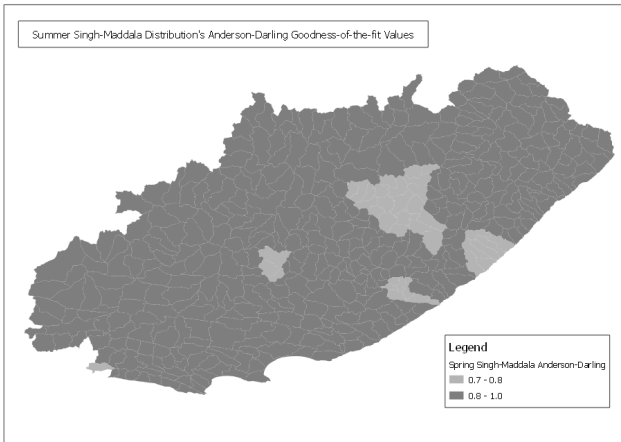 Summer Singh-Maddala Distribution's Anderson-Darling Goodness-of-the-fit Values
Legend
Spring Singh-Maddala Anderson-Darling
0.7 - 0.8
0.8 - 1.0